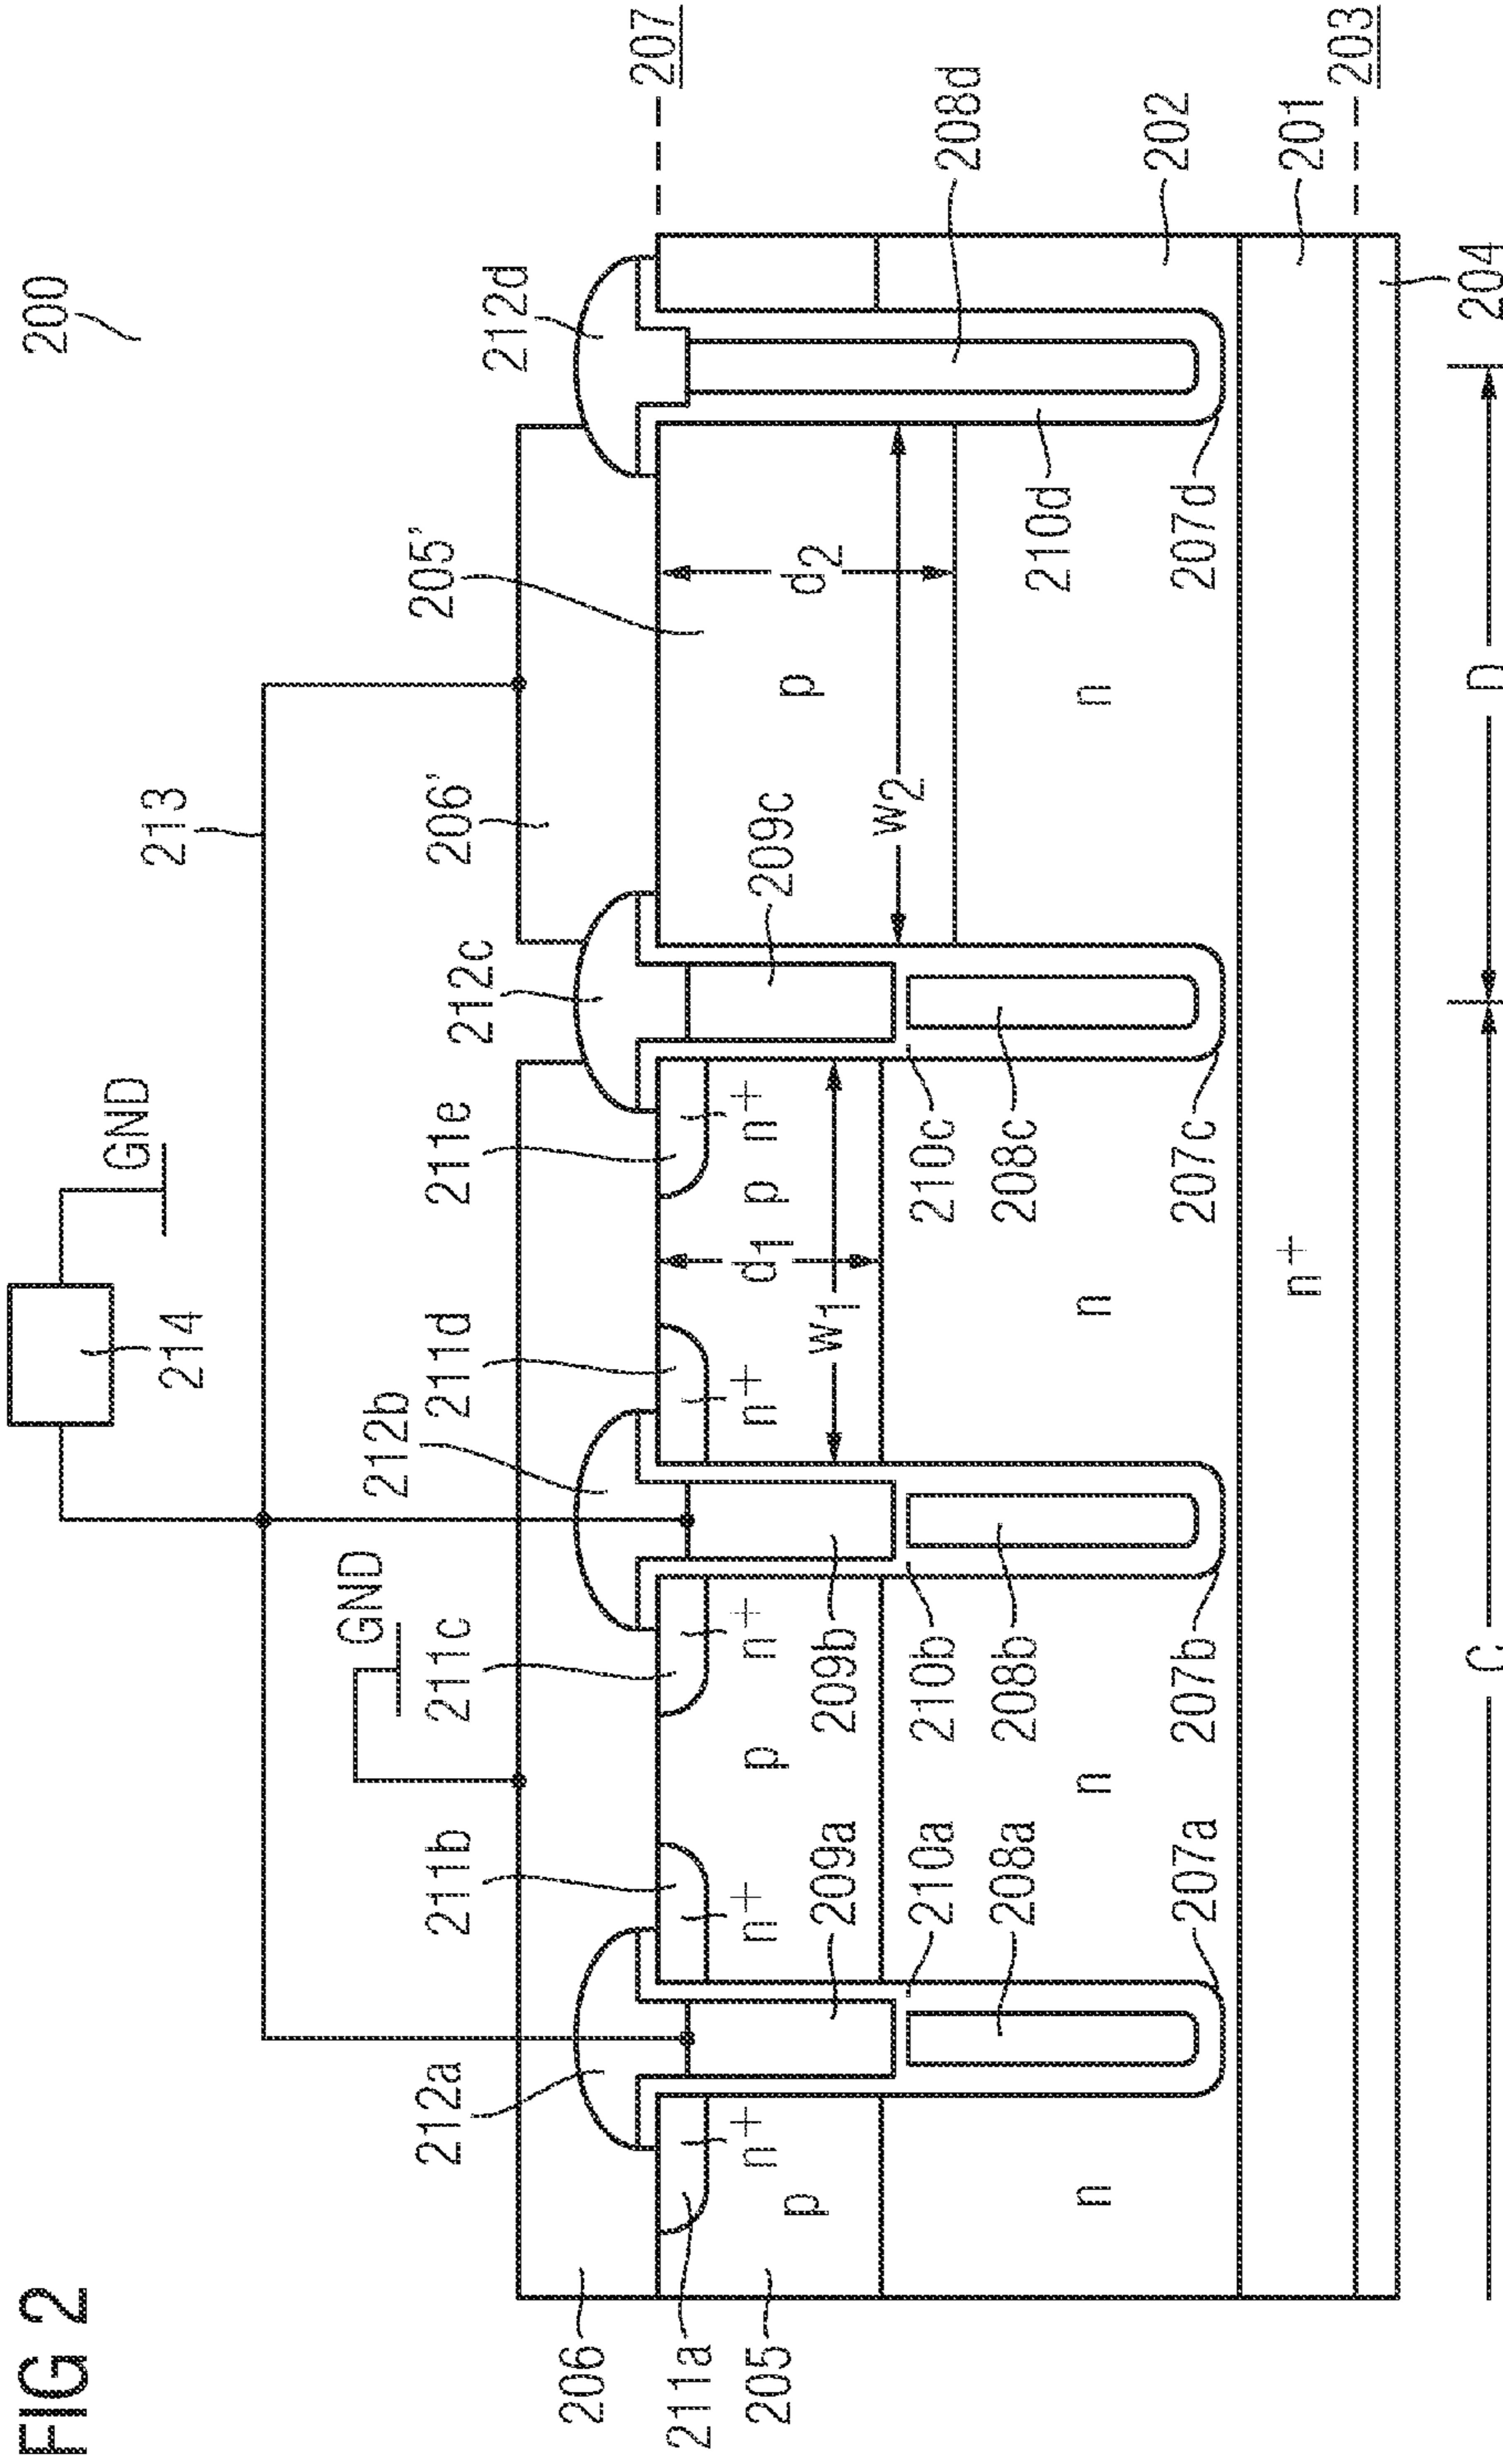 FIG 2
200
214
GND
213
GND
207
212a
211b
211c
212b
211d
211e
212c
206'
205'
212d
206
211a
205
n+
p
n+
p
n+
n+
d1
p
n+
w1
209a
209b
209c
p
d2
w2
208d
210a
210b
210c
210d
208a
208b
208c
n
n
n
n
202
207a
207b
207c
207d
n+
201
203
204
C
D